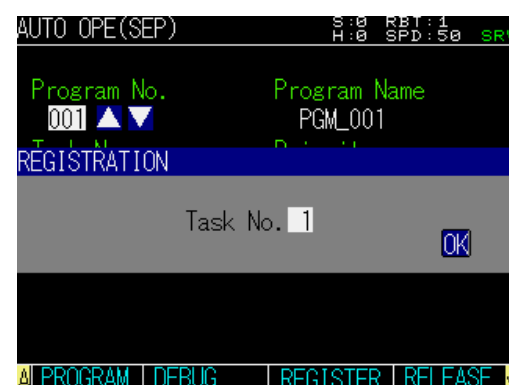 AUTO OPE(SEP) S:0 RBT:1
H:0 SPD:50 SRV
Program No. Program Name
001 PGM_001
REGISTRATION
Task No. 1
OK
A PROGRAM DEBUG REGISTER RELEASE